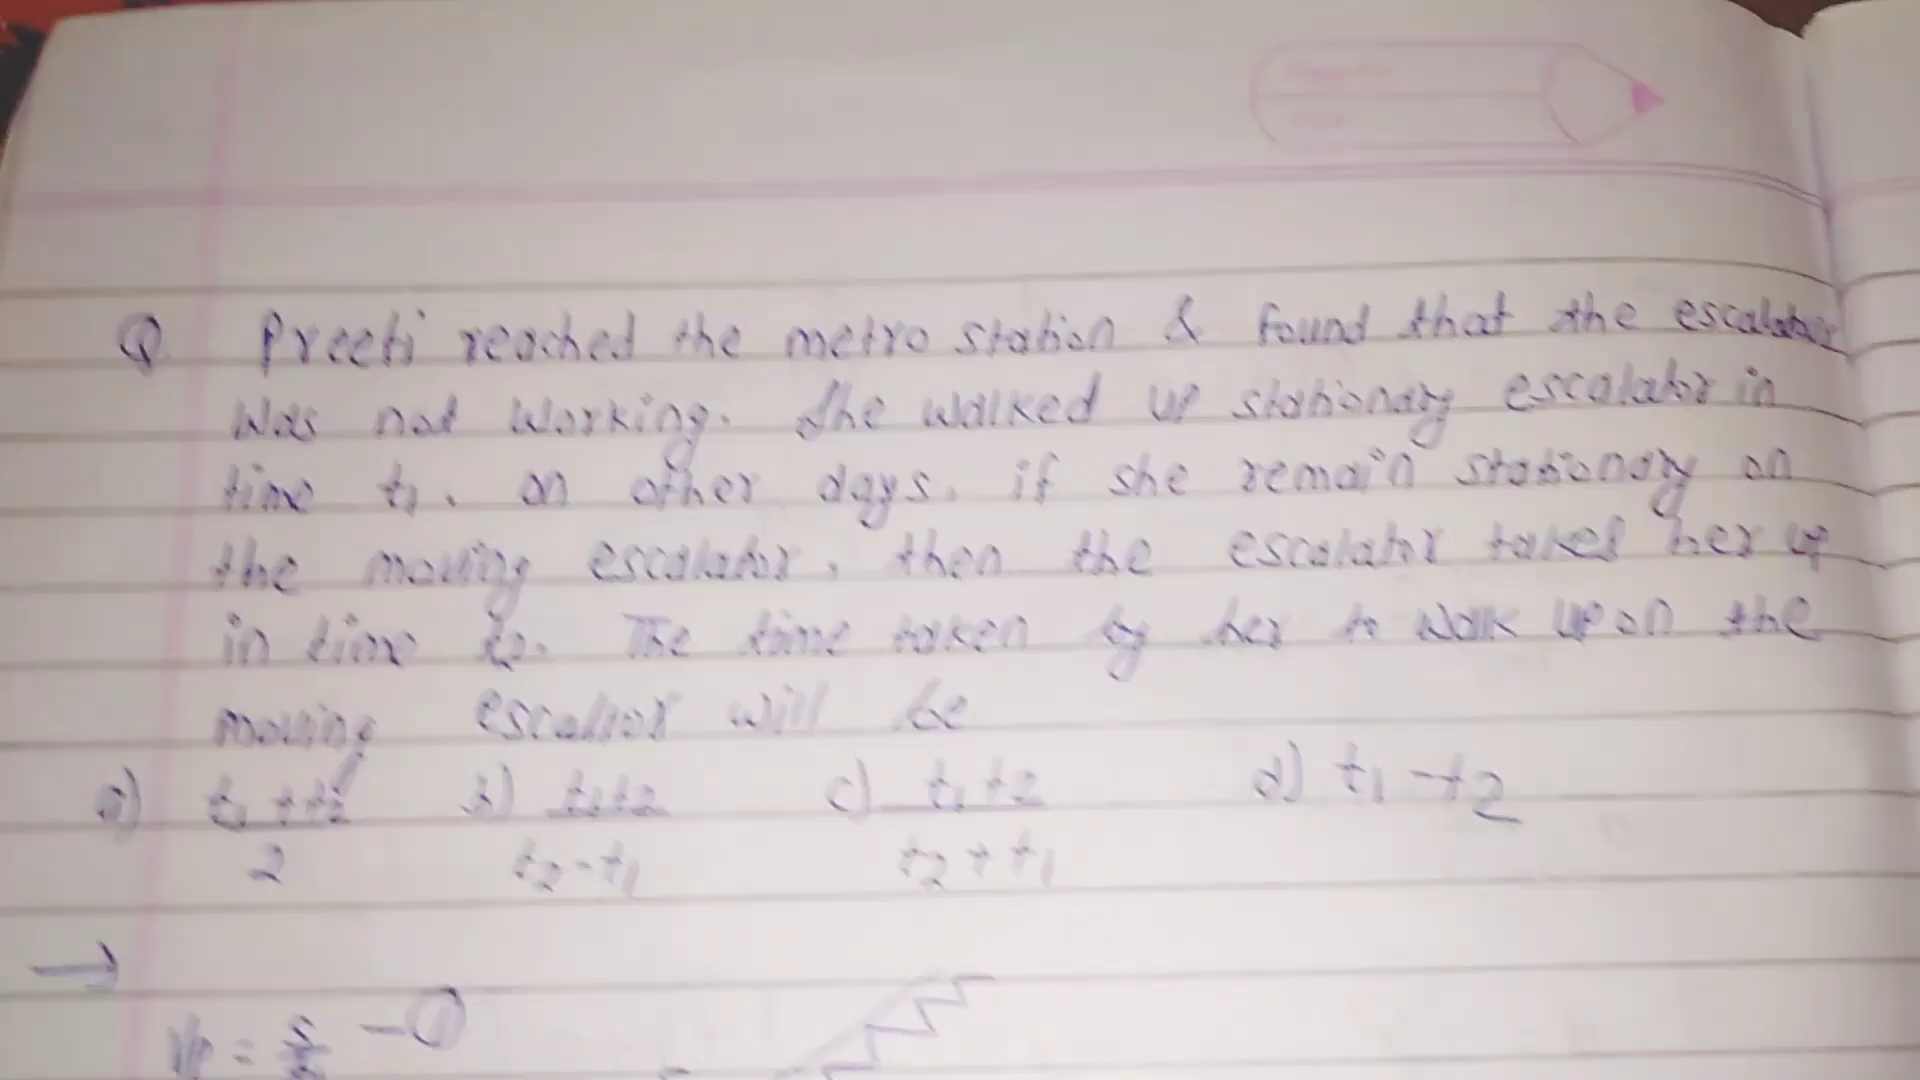 Q Preeti reached the metro station & found that the escalator
was not working. She walked up stationary escalator in
time t₁. on other days. if she remain stationary on
the moving escalator, then the escalator takes her up
in time t₂. The time taken by her to walk up on the
moving escaltor will be
a) t₁ + t₂ / 2 b) t₁t₂ / t₂-t₁ c) t₁t₂ / t₂+t₁ d) t₁ - t₂
→
= S - ①